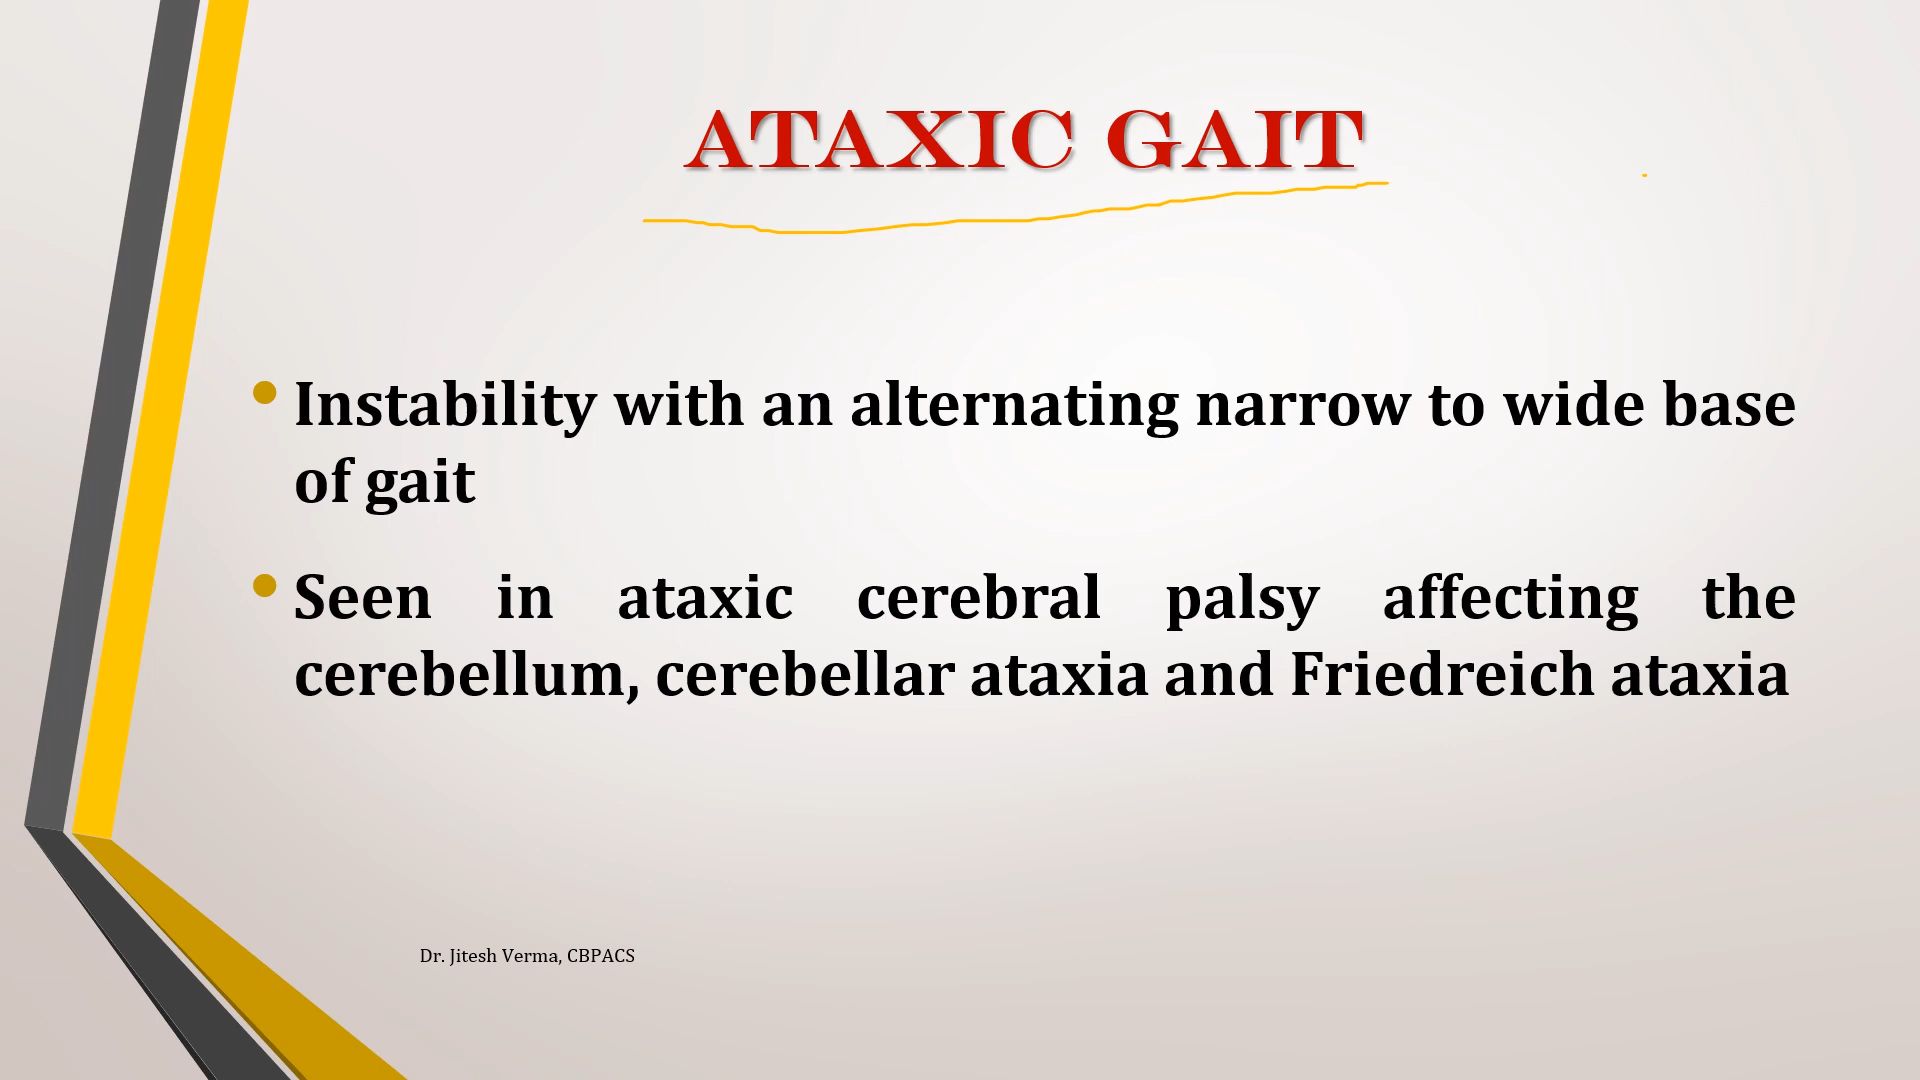 ATAXIC GAIT
• Instability with an alternating narrow to wide base
of gait
• Seen in ataxic cerebral palsy affecting the
cerebellum, cerebellar ataxia and Friedreich ataxia
Dr. Jitesh Verma, CBPACS